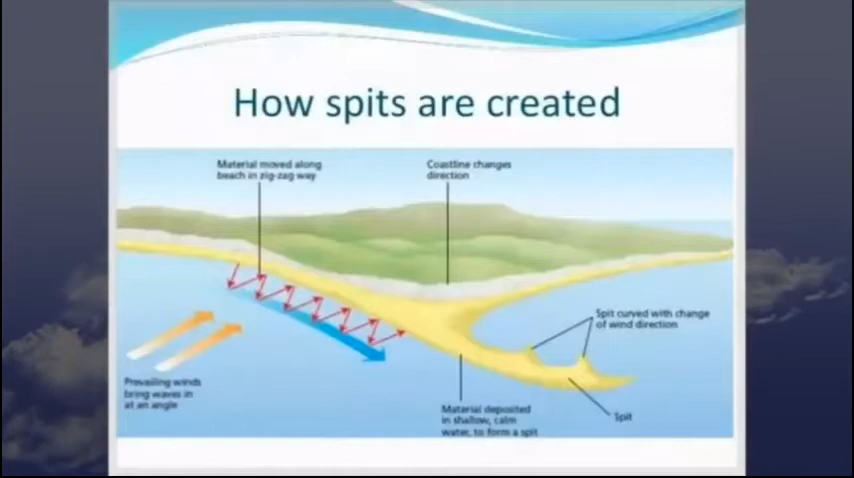 How spits are created
Material moved along
beach in zig-zag way
Coastline changes
direction
Spit curved with change
of wind direction
Prevailing winds
bring waves in
at an angle
Material deposited
in shallow, calm
water, to form a spit
Spit